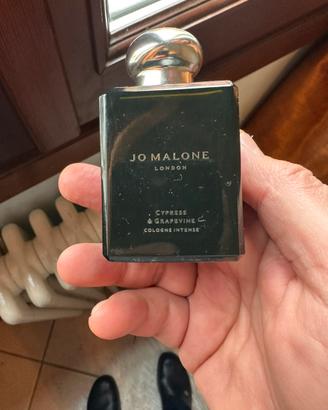 JO MALONE
LONDON
CYPRESS
& GRAPEVINE
COLOGNE INTENSE